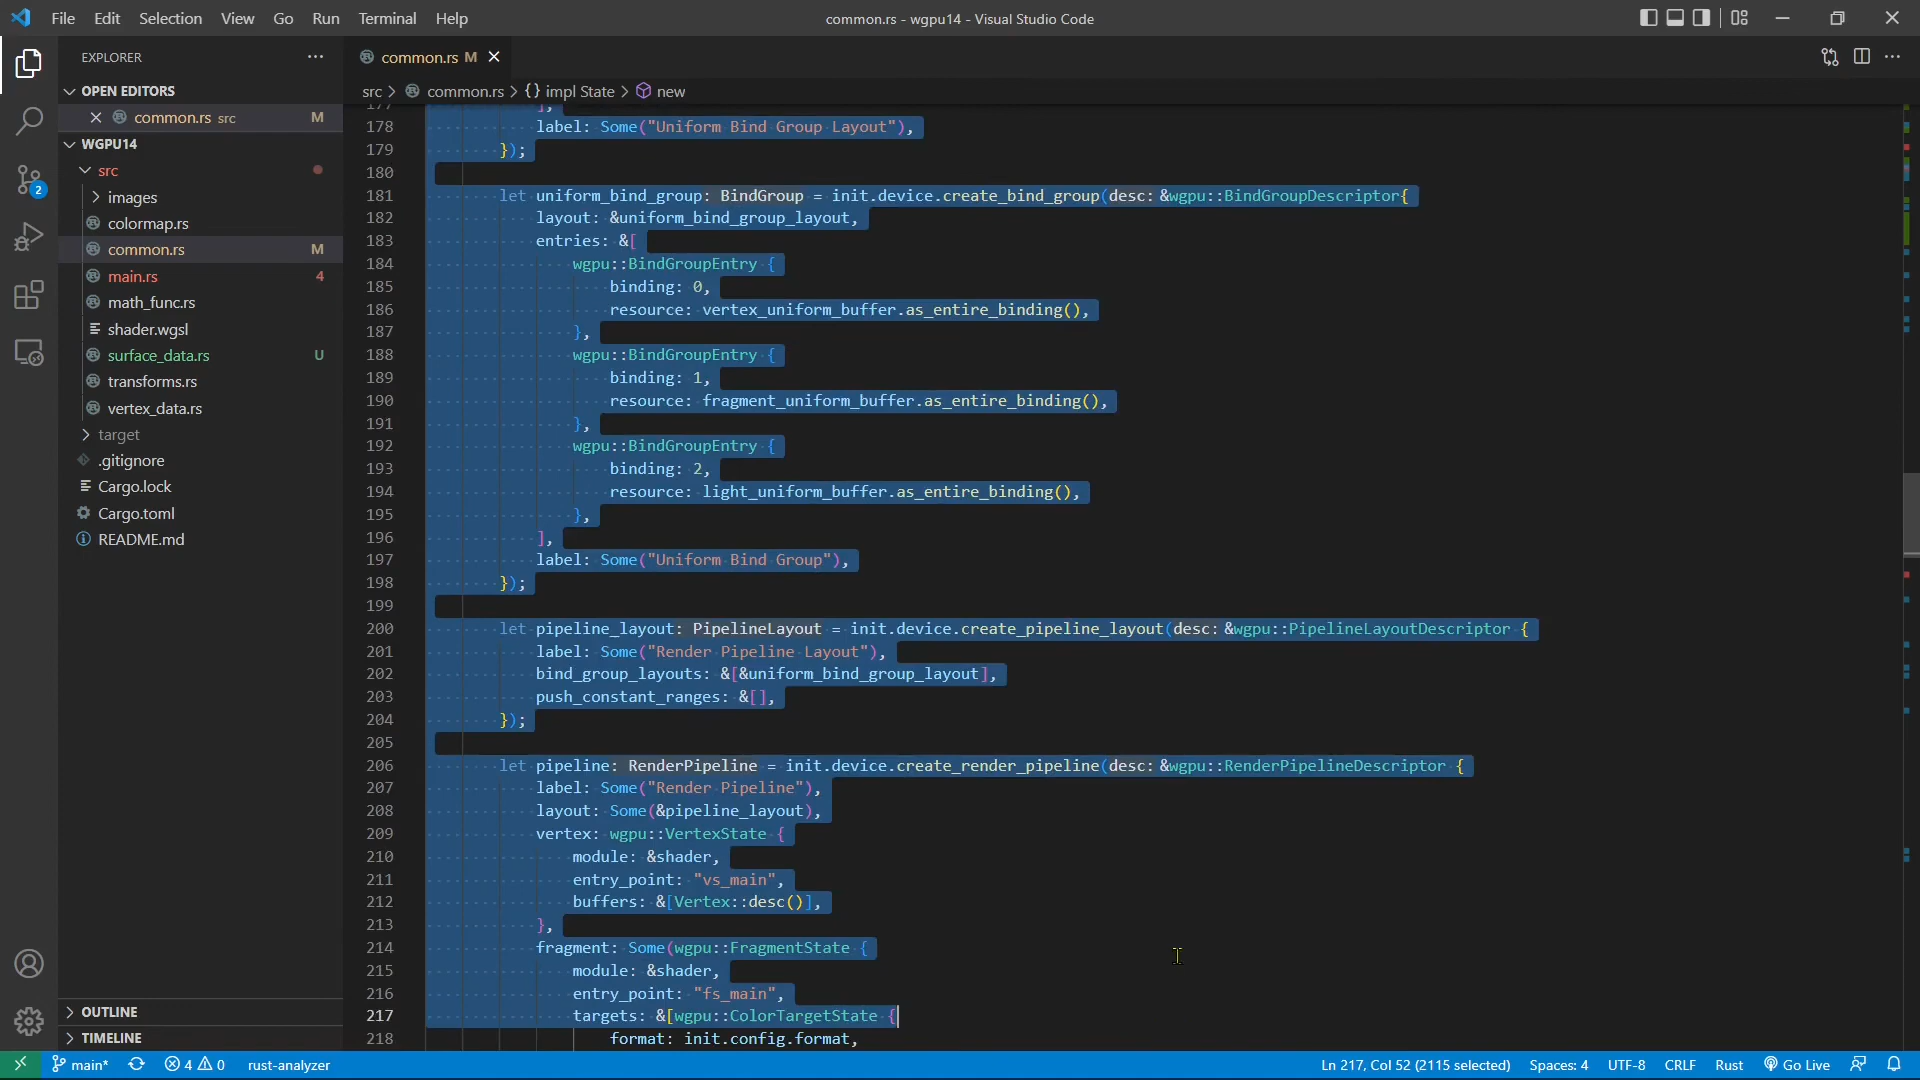 File Edit Selection View Go Run Terminal Help
common.rs - wgpu14 - Visual Studio Code
EXPLORER
OPEN EDITORS
common.rs src M
WGPU14
src
images
colormap.rs
common.rs M
main.rs 4
math_func.rs
shader.wgsl
surface_data.rs U
transforms.rs
vertex_data.rs
target
.gitignore
Cargo.lock
Cargo.toml
README.md
OUTLINE
TIMELINE
2
common.rs M
src > common.rs > {} impl State > new
177 ],
178 label: Some("Uniform Bind Group Layout"),
179 });
180
181 let uniform_bind_group: BindGroup = init.device.create_bind_group(desc: &wgpu::BindGroupDescriptor{
182 layout: &uniform_bind_group_layout,
183 entries: &[
184 wgpu::BindGroupEntry {
185 binding: 0,
186 resource: vertex_uniform_buffer.as_entire_binding(),
187 },
188 wgpu::BindGroupEntry {
189 binding: 1,
190 resource: fragment_uniform_buffer.as_entire_binding(),
191 },
192 wgpu::BindGroupEntry {
193 binding: 2,
194 resource: light_uniform_buffer.as_entire_binding(),
195 },
196 ],
197 label: Some("Uniform Bind Group"),
198 });
199
200 let pipeline_layout: PipelineLayout = init.device.create_pipeline_layout(desc: &wgpu::PipelineLayoutDescriptor {
201 label: Some("Render Pipeline Layout"),
202 bind_group_layouts: &[&uniform_bind_group_layout],
203 push_constant_ranges: &[],
204 });
205
206 let pipeline: RenderPipeline = init.device.create_render_pipeline(desc: &wgpu::RenderPipelineDescriptor {
207 label: Some("Render Pipeline"),
208 layout: Some(&pipeline_layout),
209 vertex: wgpu::VertexState {
210 module: &shader,
211 entry_point: "vs_main",
212 buffers: &[Vertex::desc()],
213 },
214 fragment: Some(wgpu::FragmentState {
215 module: &shader,
216 entry_point: "fs_main",
217 targets: &[wgpu::ColorTargetState {
218 format: init.config.format,
main* 4 0 rust-analyzer Ln 217, Col 52 (2115 selected) Spaces: 4 UTF-8 CRLF Rust Go Live